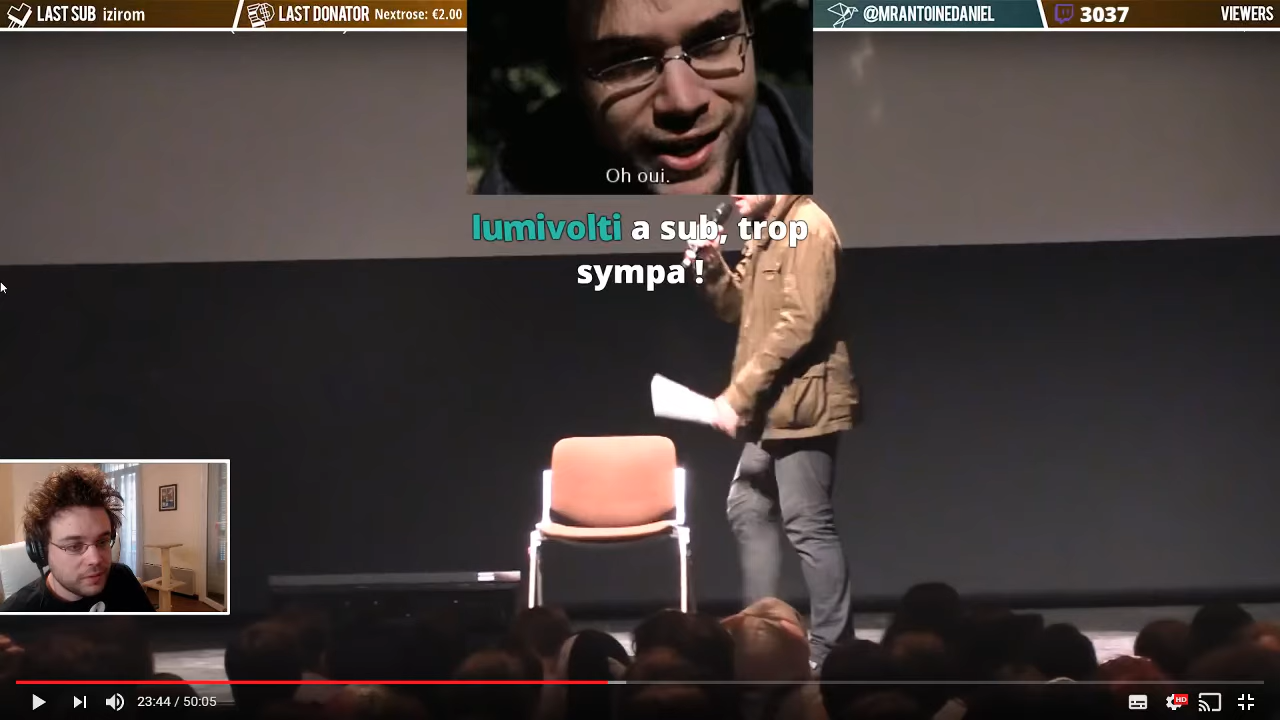 LAST SUB izirom
LAST DONATOR Nextrose: €2.00
@MRANTOINEDANIEL
3037
VIEWERS
Oh oui.
lumivolti a sub, trop
sympa !
23:44 / 50:05
HD